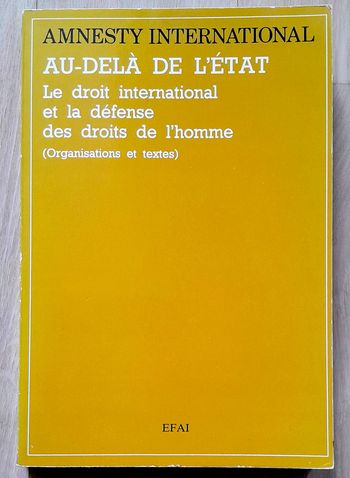 AMNESTY INTERNATIONAL
AU-DELÀ DE L'ÉTAT
Le droit international
et la défense
des droits de l'homme
(Organisations et textes)
EFAI